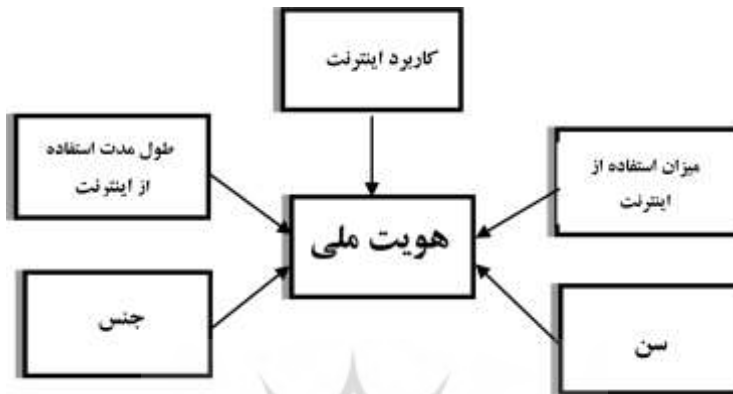 کاربرد اینترنت
میزان استفاده از
اینترنت
طول مدت استفاده
از اینترنت
هویت ملی
سن
جنس